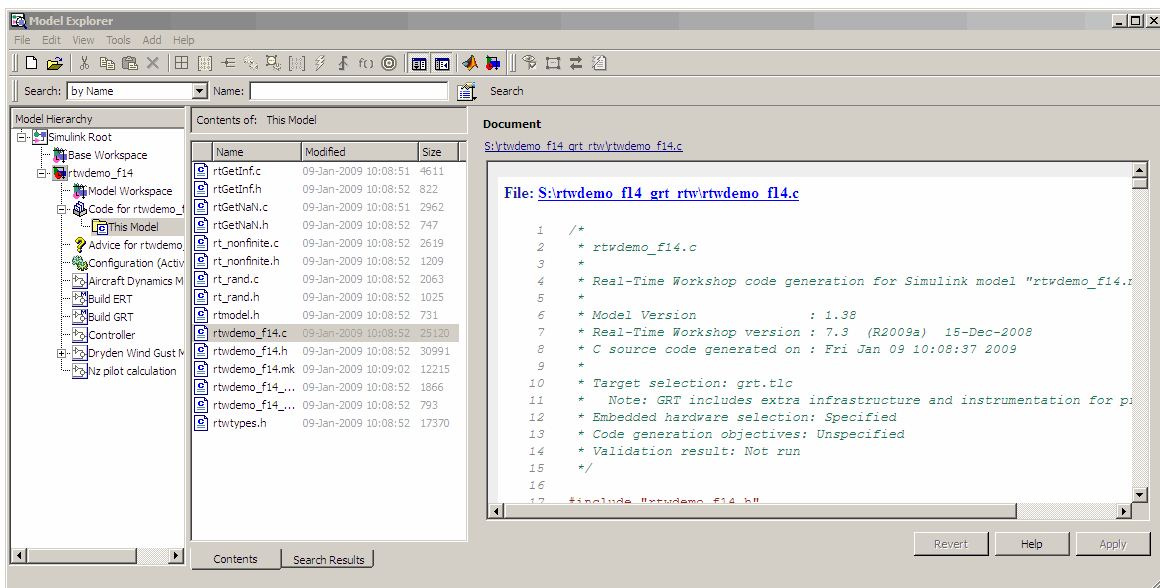 Model Explorer
File Edit View Tools Add Help
Search: by Name Name: Search
Model Hierarchy
Simulink Root
Base Workspace
rtwdemo_f14
Model Workspace
Code for rtwdemo_f
This Model
Advice for rtwdemo_
Configuration (Activ
Aircraft Dynamics M
Build ERT
Build GRT
Controller
Dryden Wind Gust M
Nz pilot calculation
Contents of: This Model
Name Modified Size
rtGetInf.c 09-Jan-2009 10:08:51 4611
rtGetInf.h 09-Jan-2009 10:08:52 822
rtGetNaN.c 09-Jan-2009 10:08:51 2962
rtGetNaN.h 09-Jan-2009 10:08:52 747
rt_nonfinite.c 09-Jan-2009 10:08:52 2619
rt_nonfinite.h 09-Jan-2009 10:08:52 1209
rt_rand.c 09-Jan-2009 10:08:52 2063
rt_rand.h 09-Jan-2009 10:08:52 1025
rtmodel.h 09-Jan-2009 10:08:52 731
rtwdemo_f14.c 09-Jan-2009 10:08:52 25120
rtwdemo_f14.h 09-Jan-2009 10:08:52 30991
rtwdemo_f14.mk 09-Jan-2009 10:09:02 12215
rtwdemo_f14_... 09-Jan-2009 10:08:52 1866
rtwdemo_f14_... 09-Jan-2009 10:08:52 793
rtwtypes.h 09-Jan-2009 10:08:52 17370
Contents Search Results
Document
S:\rtwdemo_f14_grt_rtw\rtwdemo_f14.c
File: S:\rtwdemo_f14_grt_rtw\rtwdemo_f14.c
1 /*
2 * rtwdemo_f14.c
3 *
4 * Real-Time Workshop code generation for Simulink model "rtwdemo_f14.m
5 *
6 * Model Version : 1.38
7 * Real-Time Workshop version : 7.3 (R2009a) 15-Dec-2008
8 * C source code generated on : Fri Jan 09 10:08:37 2009
9 *
10 * Target selection: grt.tlc
11 * Note: GRT includes extra infrastructure and instrumentation for pr
12 * Embedded hardware selection: Specified
13 * Code generation objectives: Unspecified
14 * Validation result: Not run
15 */
16
17 #include "rtwdemo_f14.h"
Revert Help Apply